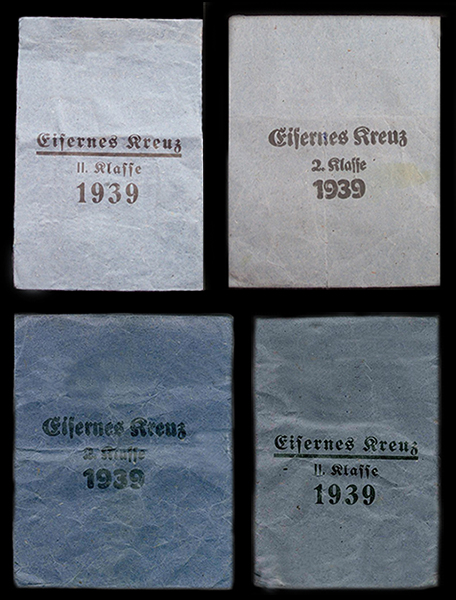 Eisernes Kreuz
II. Klasse
1939
Eisernes Kreuz
2. Klasse
1939
Eisernes Kreuz
2. Klasse
1939
Eisernes Kreuz
II. Klasse
1939